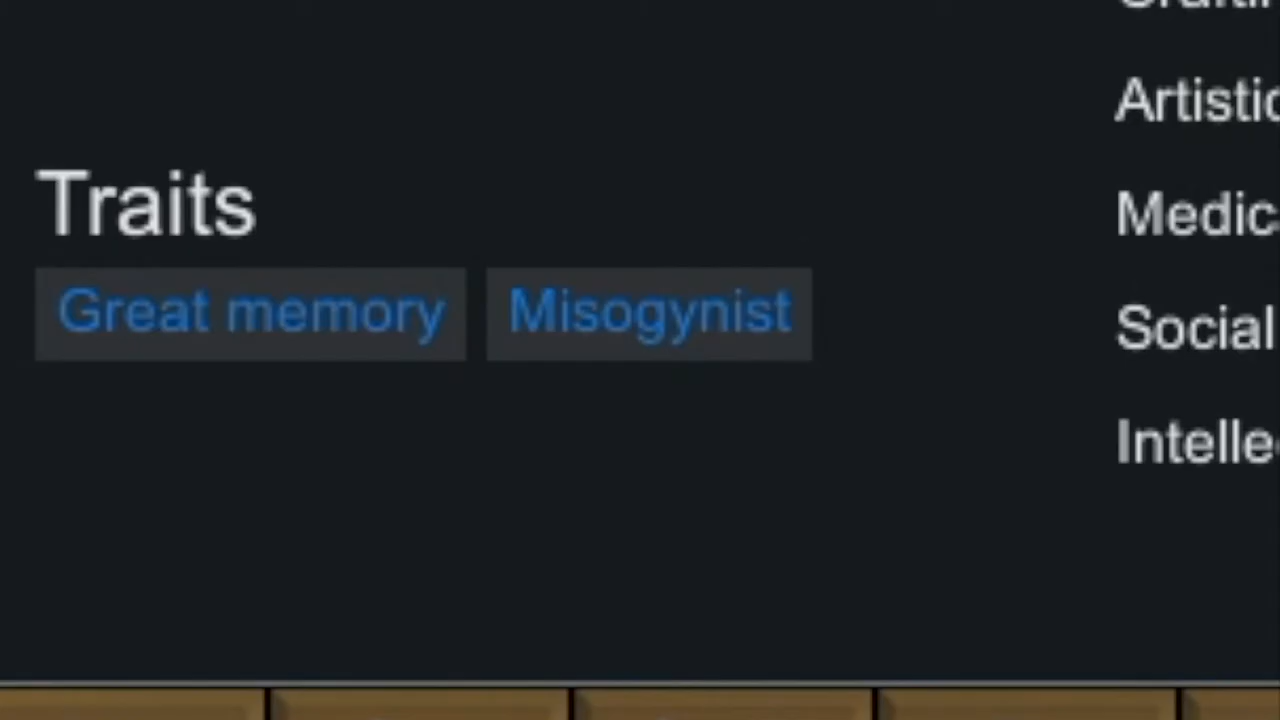 Artistic
Traits
Medic
Great memory Misogynist
Social
Intelle